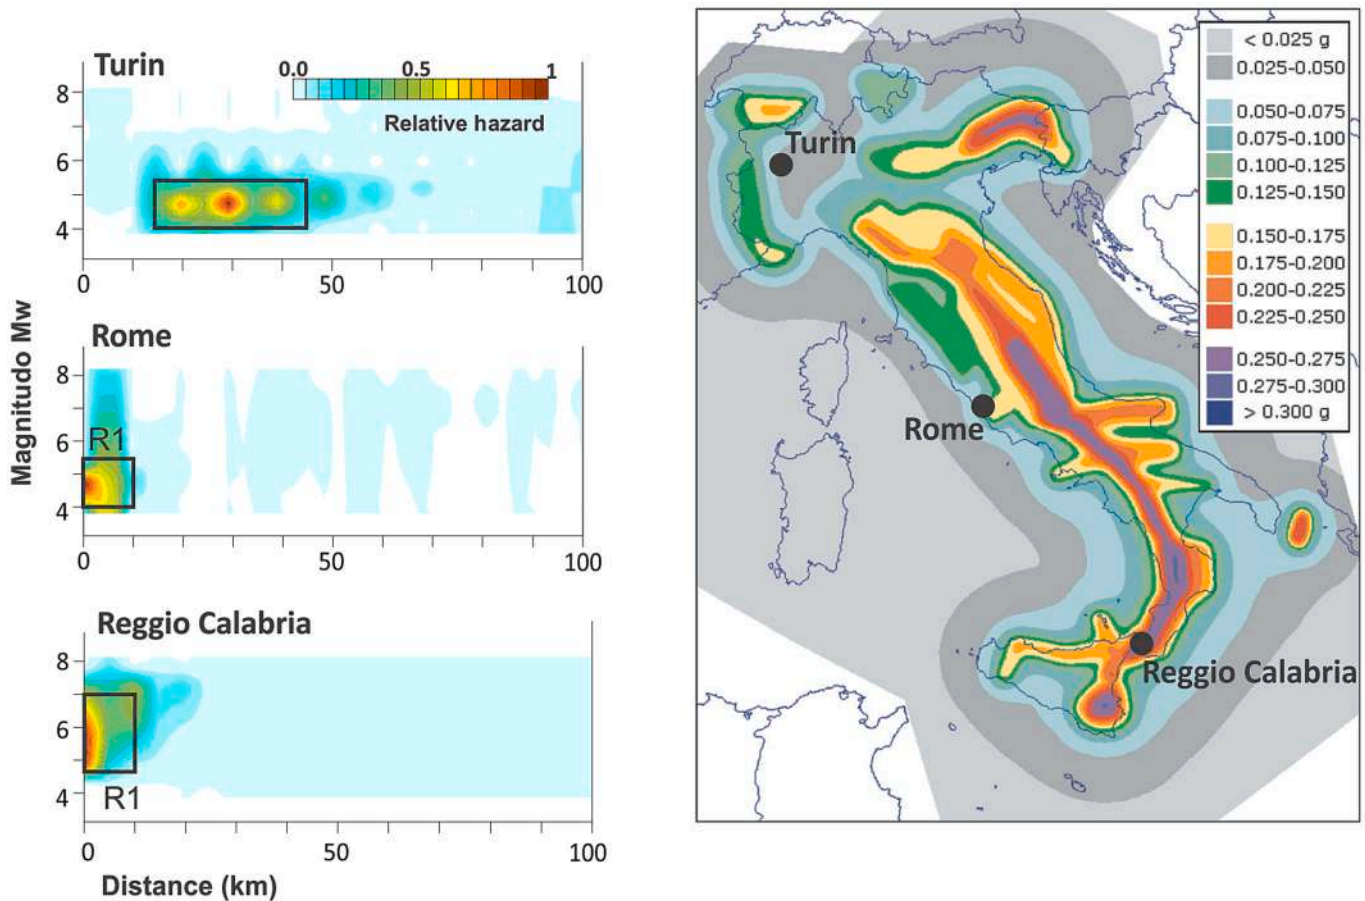 Turin
0.0 0.5 1
Relative hazard
8
6
4
0 50 100
Magnitudo Mw
Rome
8
6
R1
4
0 50 100
Reggio Calabria
8
6
4
R1
0 50 100
Distance (km)
Turin
Rome
Reggio Calabria
< 0.025 g
0.025-0.050
0.050-0.075
0.075-0.100
0.100-0.125
0.125-0.150
0.150-0.175
0.175-0.200
0.200-0.225
0.225-0.250
0.250-0.275
0.275-0.300
> 0.300 g